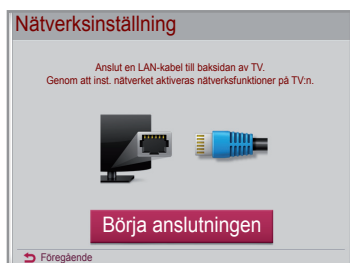 Nätverksinställning
Anslut en LAN-kabel till baksidan av TV.
Genom att inst. nätverket aktiveras nätverksfunktioner på TV:n.
Börja anslutningen
Föregående